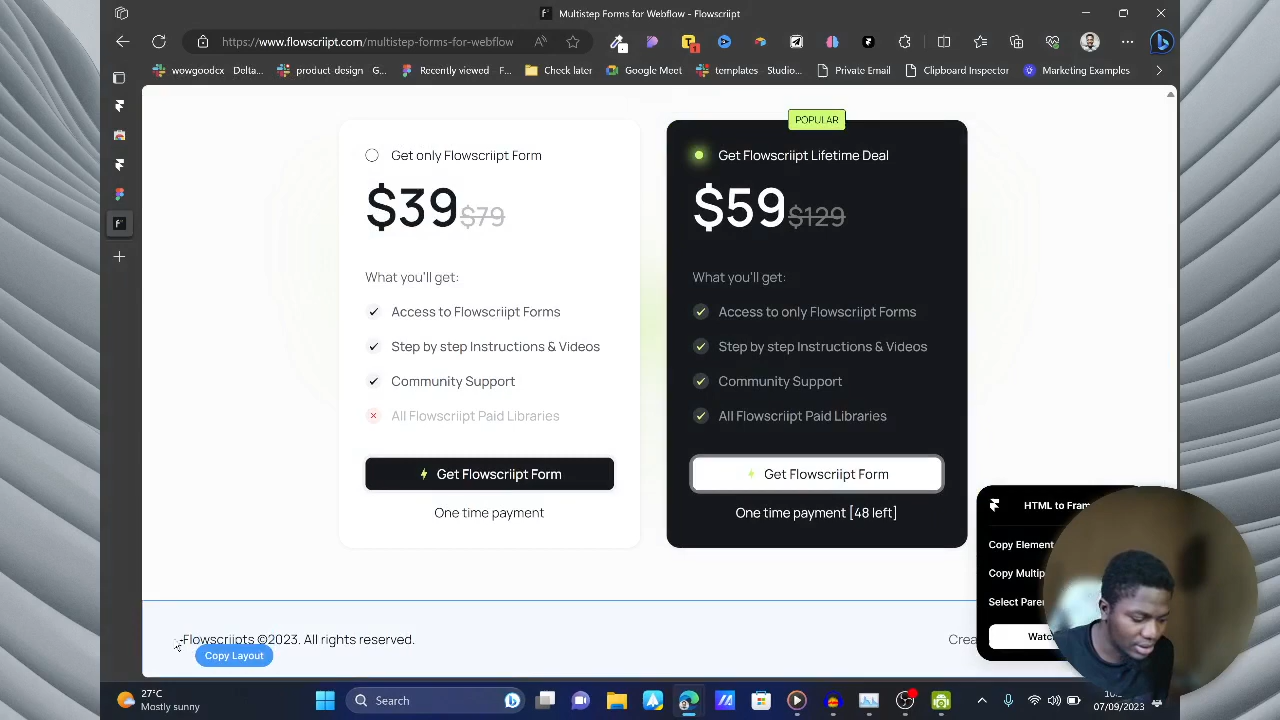 Multistep Forms for Webflow - Flowscriipt
https://www.flowscriipt.com/multistep-forms-for-webflow
wowgoodcx Delta...
product design G...
Recently viewed F...
Check later
Google Meet
templates Studio...
Private Email
Clipboard Inspector
Marketing Examples
POPULAR
Get only Flowscriipt Form
$39 $79
What you'll get:
Access to Flowscriipt Forms
Step by step Instructions & Videos
Community Support
All Flowscriipt Paid Libraries
Get Flowscriipt Form
One time payment
Get Flowscriipt Lifetime Deal
$59 $129
What you'll get:
Access to only Flowscriipt Forms
Step by step Instructions & Videos
Community Support
All Flowscriipt Paid Libraries
Get Flowscriipt Form
One time payment [48 left]
HTML to Fram
Copy Element
Copy Multip
Select Pare
Watc
Flowscriipts ©2023. All rights reserved.
Crea
Copy Layout
27°C
Mostly sunny
Search
07/09/2023